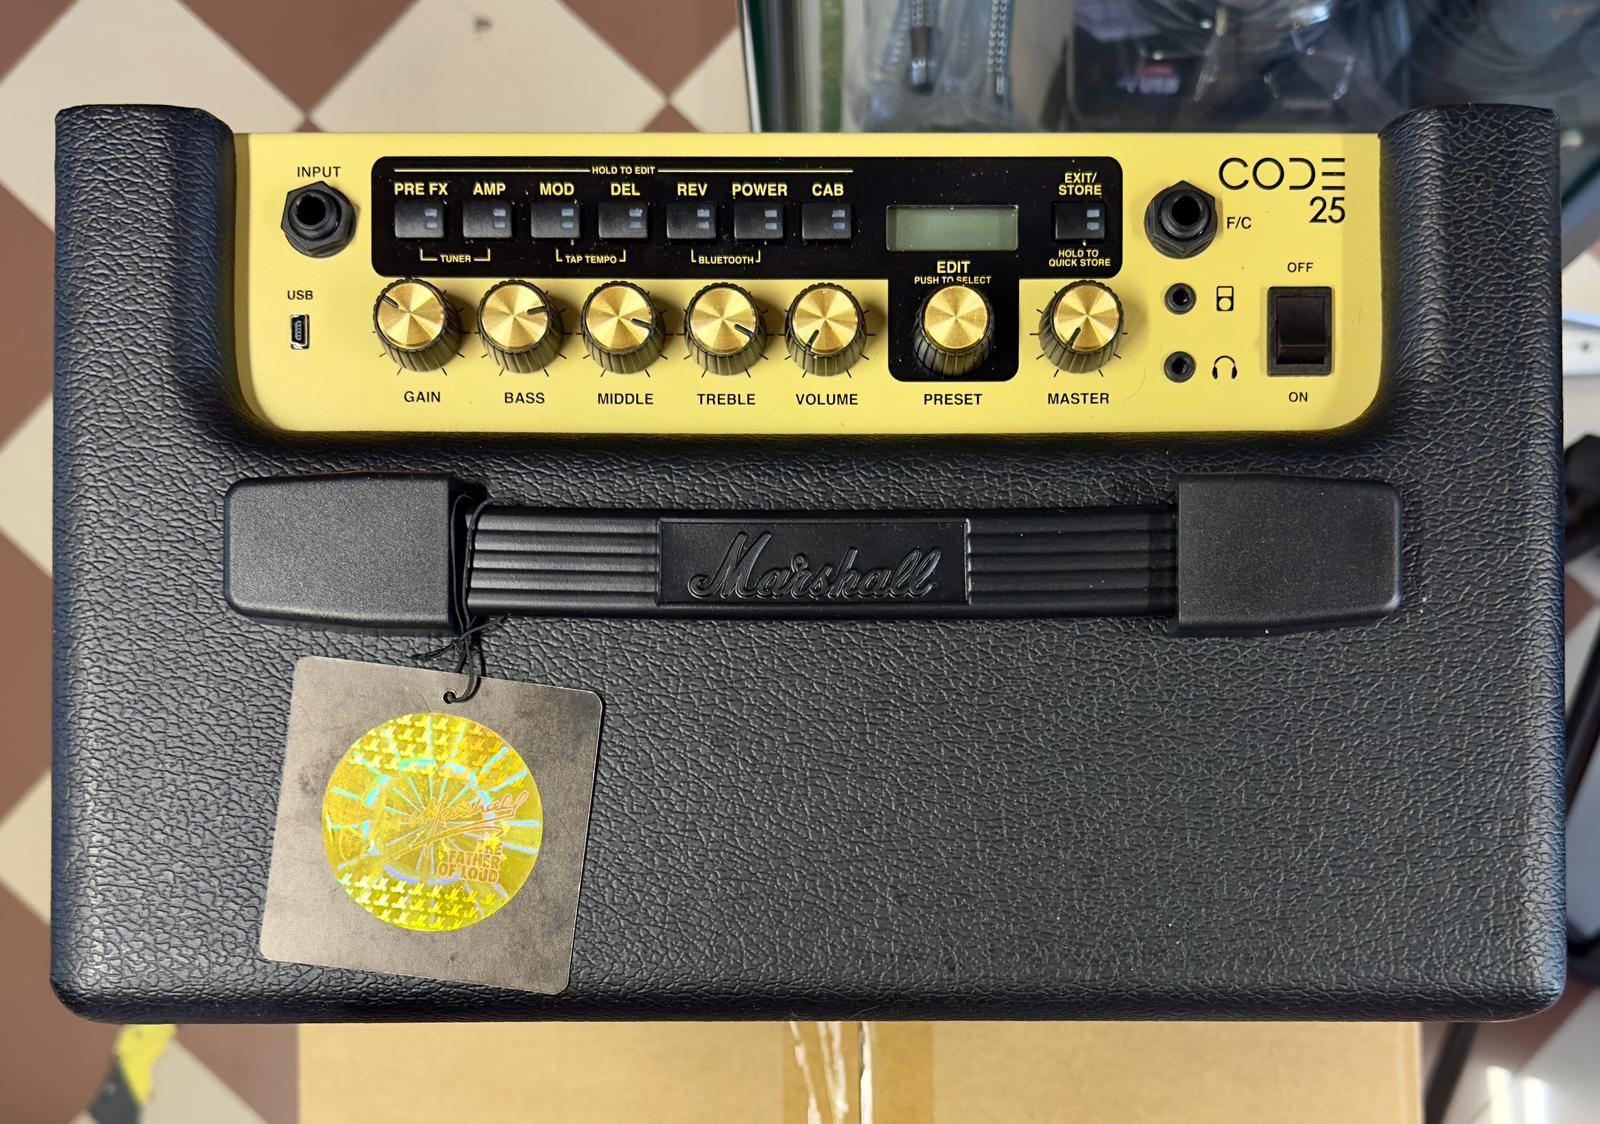 INPUT
HOLD TO EDIT
PRE FX AMP MOD DEL REV POWER CAB
TUNER TAP TEMPO BLUETOOTH
EXIT/
STORE
HOLD TO
QUICK STORE
CODE
25
F/C
USB
EDIT
PUSH TO SELECT
OFF
GAIN BASS MIDDLE TREBLE VOLUME PRESET MASTER
ON
Marshall
Marshall
THE
FATHER
OF LOUD